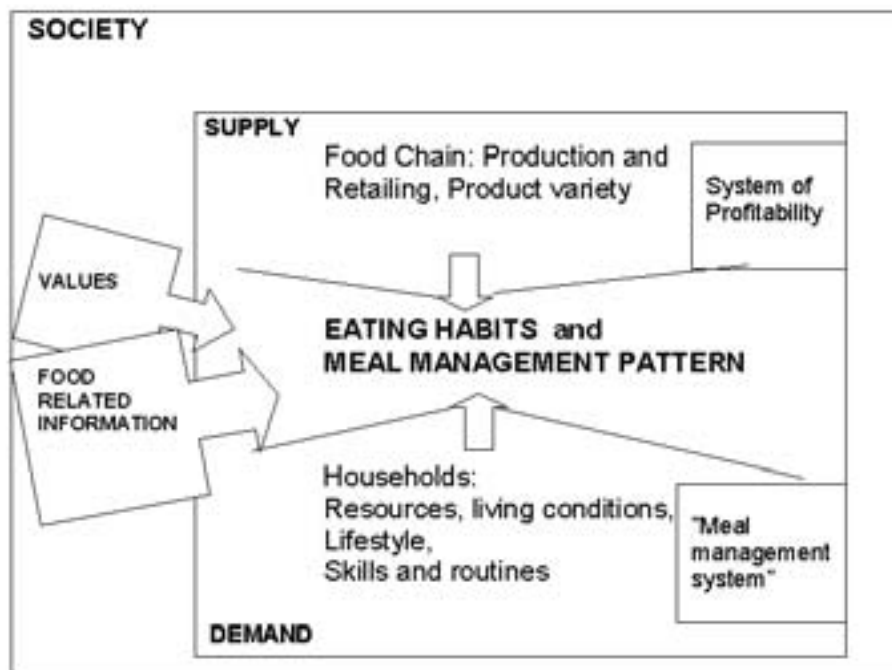 SOCIETY
SUPPLY
Food Chain: Production and
Retailing, Product variety
System of
Profitability
VALUES
EATING HABITS and
MEAL MANAGEMENT PATTERN
FOOD
RELATED
INFORMATION
Households:
Resources, living conditions,
Lifestyle,
Skills and routines
"Meal
management
system"
DEMAND